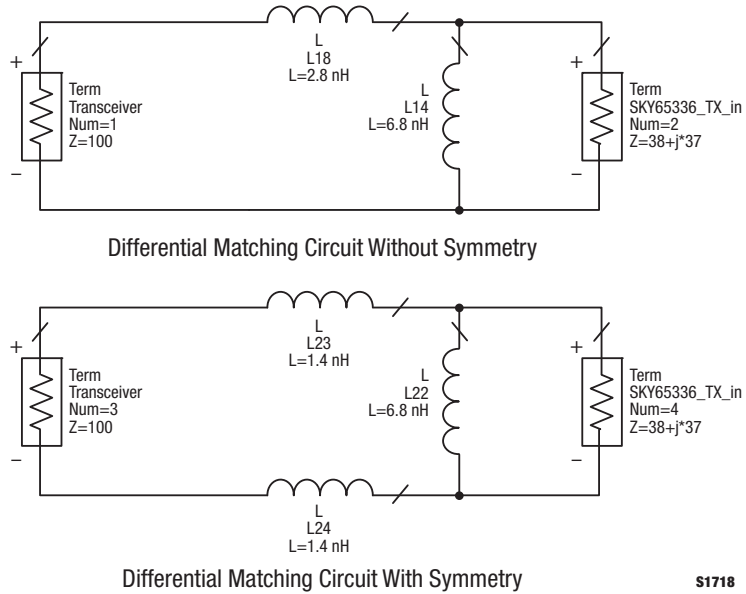 L
L18
L=2.8 nH
+
Term
Transceiver
Num=1
Z=100
–
L
L14
L=6.8 nH
+
Term
SKY65336_TX_in
Num=2
Z=38+j*37
–
Differential Matching Circuit Without Symmetry
L
L23
L=1.4 nH
+
Term
Transceiver
Num=3
Z=100
–
L
L22
L=6.8 nH
+
Term
SKY65336_TX_in
Num=4
Z=38+j*37
–
L
L24
L=1.4 nH
Differential Matching Circuit With Symmetry
S1718